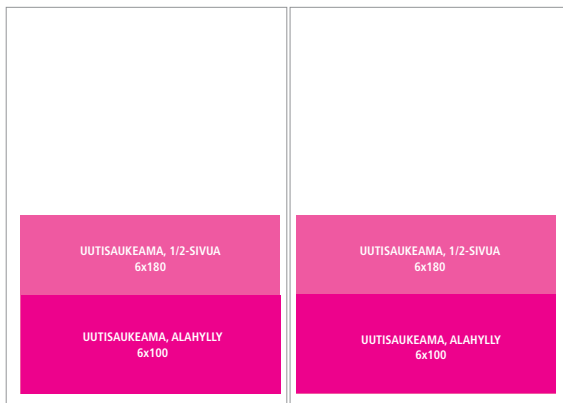 UUTISAUKEAMA, 1/2-SIVUA
6x180
UUTISAUKEAMA, ALAHYLLY
6x100
UUTISAUKEAMA, 1/2-SIVUA
6x180
UUTISAUKEAMA, ALAHYLLY
6x100